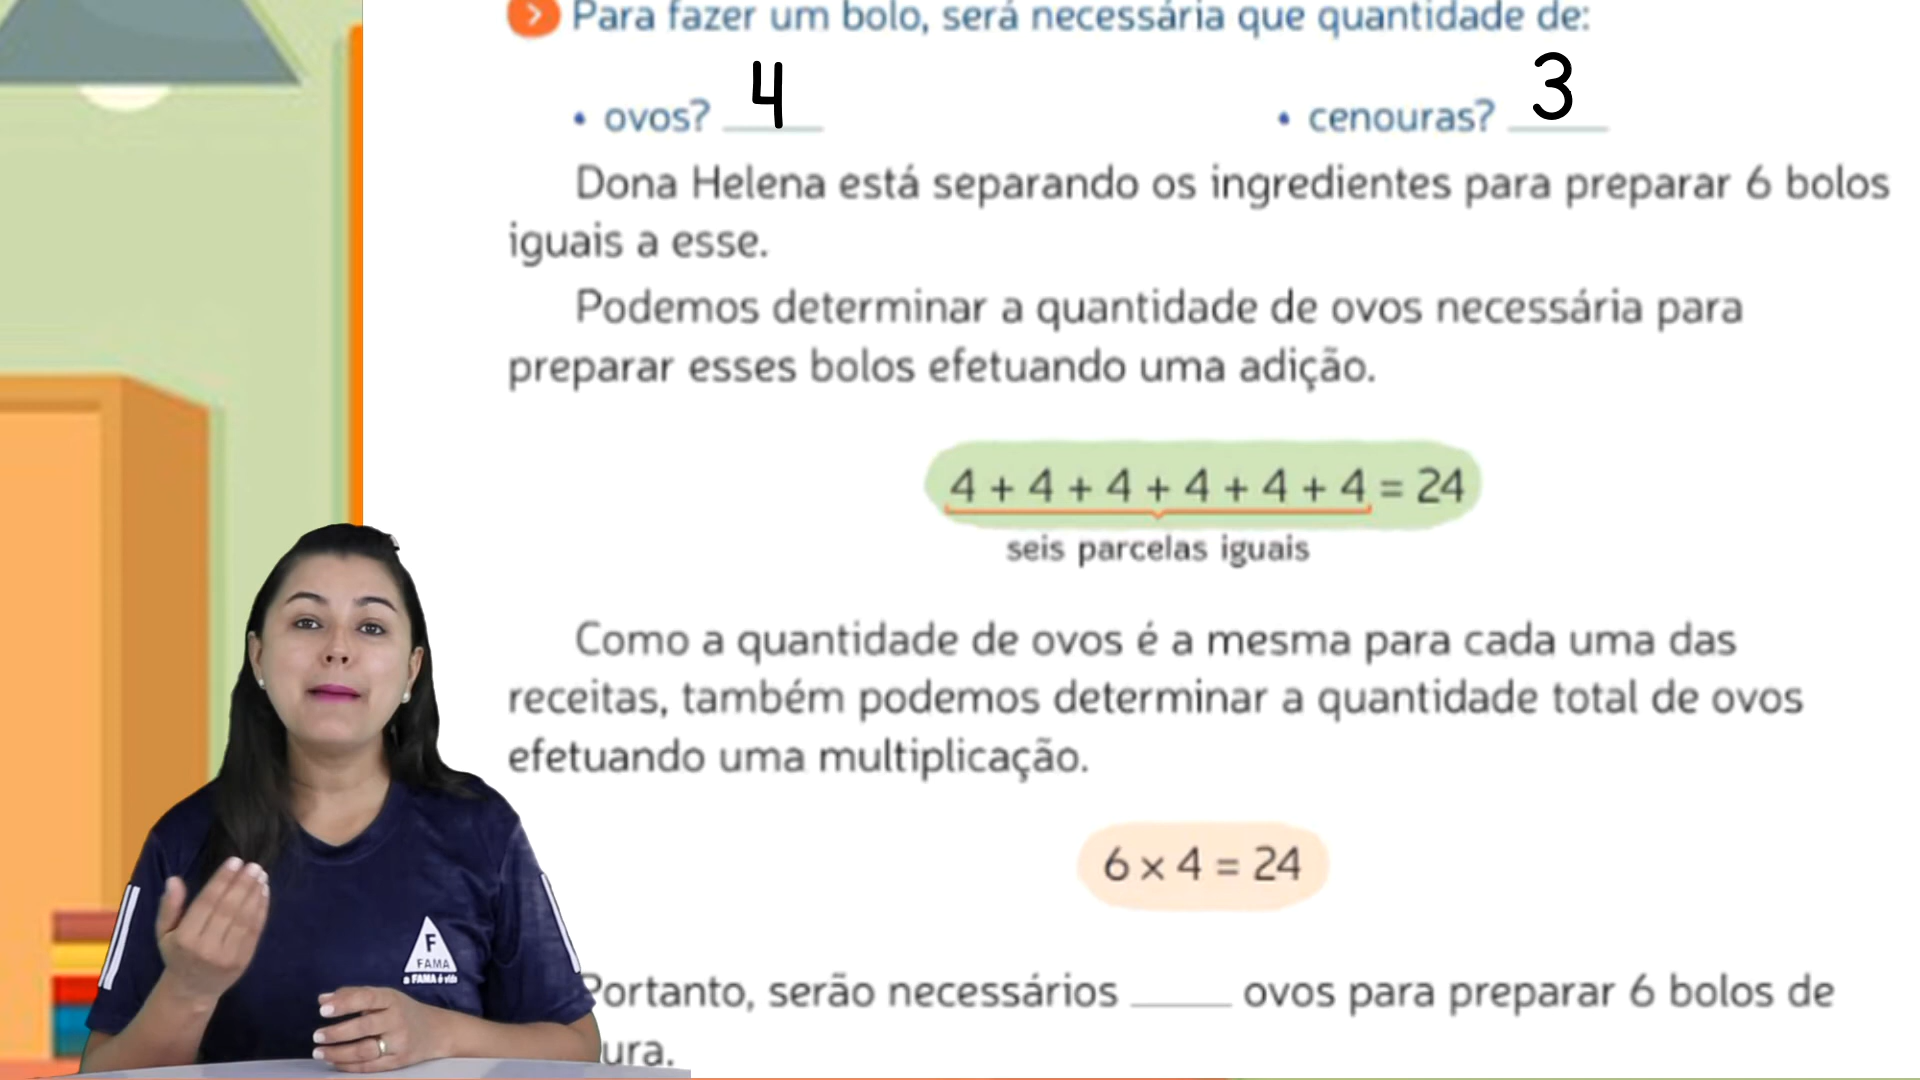 Para fazer um bolo, será necessária que quantidade de:
• ovos? 4 • cenouras? 3
Dona Helena está separando os ingredientes para preparar 6 bolos
iguais a esse.
Podemos determinar a quantidade de ovos necessária para
preparar esses bolos efetuando uma adição.
4 + 4 + 4 + 4 + 4 + 4 = 24
seis parcelas iguais
Como a quantidade de ovos é a mesma para cada uma das
receitas, também podemos determinar a quantidade total de ovos
efetuando uma multiplicação.
6 × 4 = 24
Portanto, serão necessários ____ ovos para preparar 6 bolos de
ura.
F
FAMA
a FAMA é vida